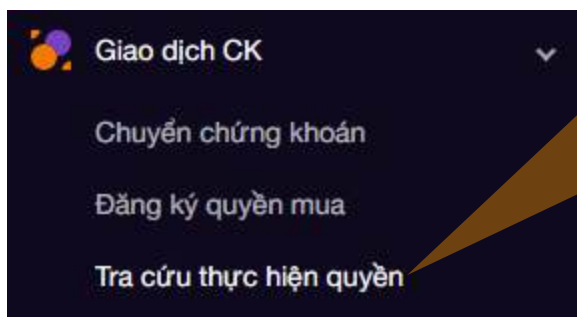 Giao dịch CK
Chuyển chứng khoán
Đăng ký quyền mua
Tra cứu thực hiện quyền